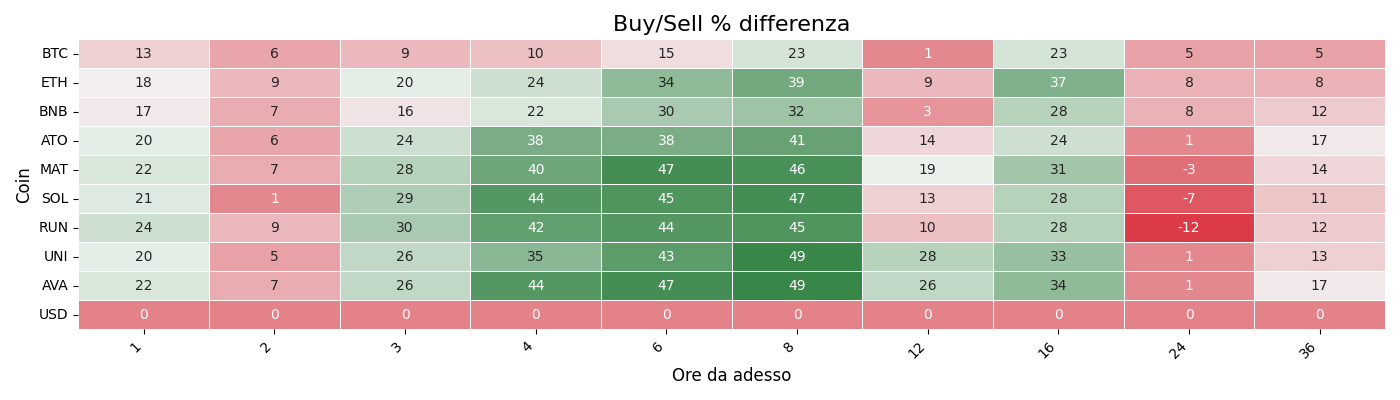 Buy/Sell % differenza
Coin
BTC 13 6 9 10 15 23 1 23 5 5
ETH 18 9 20 24 34 39 9 37 8 8
BNB 17 7 16 22 30 32 3 28 8 12
ATO 20 6 24 38 38 41 14 24 1 17
MAT 22 7 28 40 47 46 19 31 -3 14
SOL 21 1 29 44 45 47 13 28 -7 11
RUN 24 9 30 42 44 45 10 28 -12 12
UNI 20 5 26 35 43 49 28 33 1 13
AVA 22 7 26 44 47 49 26 34 1 17
USD 0 0 0 0 0 0 0 0 0 0
1 2 3 4 6 8 12 16 24 36
Ore da adesso